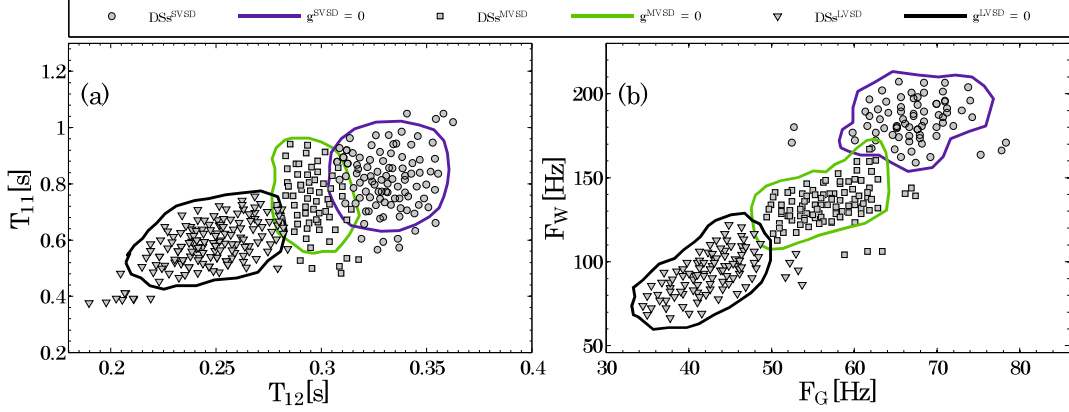 DSs^SVSD g^SVSD = 0 DSs^MVSD g^MVSD = 0 DSs^LVSD g^LVSD = 0
(a)
T11[s]
1.2
1
0.8
0.6
0.4
0.2
0.2 0.25 0.3 0.35 0.4
T12[s]
(b)
FW[Hz]
200
150
100
50
30 40 50 60 70 80
FG[Hz]